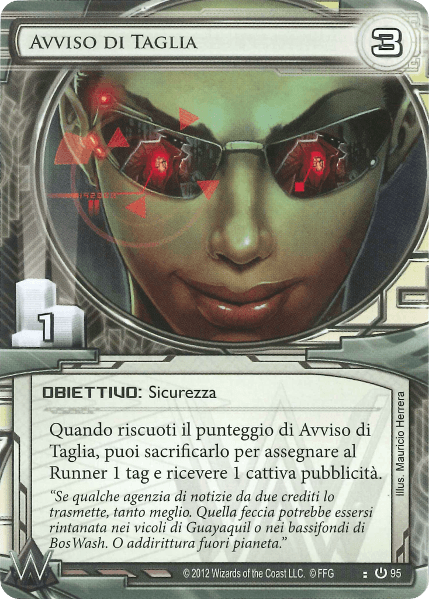 Avviso di Taglia
3
1
OBIETTIVO: Sicurezza
Quando riscuoti il punteggio di Avviso di
Taglia, puoi sacrificarlo per assegnare al
Runner 1 tag e ricevere 1 cattiva pubblicità.
“Se qualche agenzia di notizie da due crediti lo
trasmette, tanto meglio. Quella feccia potrebbe essersi
rintanata nei vicoli di Guayaquil o nei bassifondi di
BosWash. O addirittura fuori pianeta.”
Illus. Mauricio Herrera
© 2012 Wizards of the Coast LLC. © FFG
95